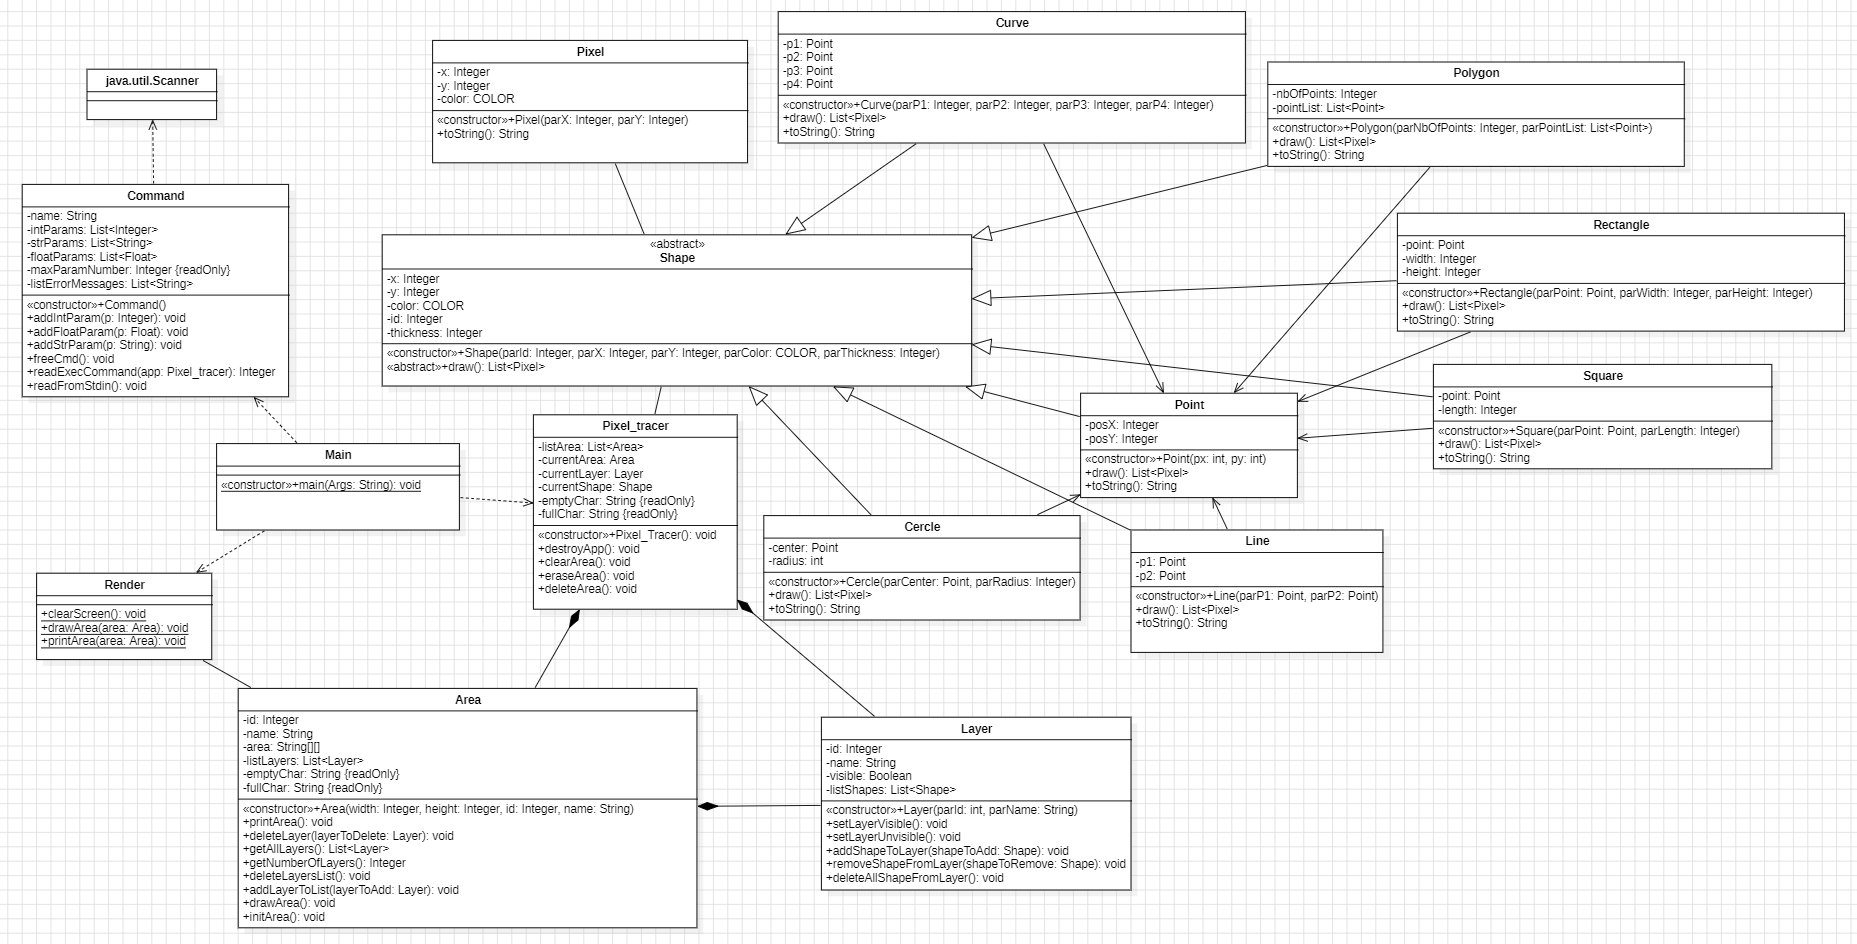 java.util.Scanner
Command
-name: String
-intParams: List<Integer>
-strParams: List<String>
-floatParams: List<Float>
-maxParamNumber: Integer {readOnly}
-listErrorMessages: List<String>
«constructor»+Command()
+addIntParam(p: Integer): void
+addFloatParam(p: Float): void
+addStrParam(p: String): void
+freeCmd(): void
+readExecCommand(app: Pixel_tracer): Integer
+readFromStdin(): void
Main
«constructor»+main(Args: String): void
Render
+clearScreen(): void
+drawArea(area: Area): void
+printArea(area: Area): void
Pixel
-x: Integer
-y: Integer
-color: COLOR
«constructor»+Pixel(parX: Integer, parY: Integer)
+toString(): String
Curve
-p1: Point
-p2: Point
-p3: Point
-p4: Point
«constructor»+Curve(parP1: Integer, parP2: Integer, parP3: Integer, parP4: Integer)
+draw(): List<Pixel>
+toString(): String
Polygon
-nbOfPoints: Integer
-pointList: List<Point>
«constructor»+Polygon(parNbOfPoints: Integer, parPointList: List<Point>)
+draw(): List<Pixel>
+toString(): String
«abstract»
Shape
-x: Integer
-y: Integer
-color: COLOR
-id: Integer
-thickness: Integer
«constructor»+Shape(parId: Integer, parX: Integer, parY: Integer, parColor: COLOR, parThickness: Integer)
«abstract»+draw(): List<Pixel>
Rectangle
-point: Point
-width: Integer
-height: Integer
«constructor»+Rectangle(parPoint: Point, parWidth: Integer, parHeight: Integer)
+draw(): List<Pixel>
+toString(): String
Square
-point: Point
-length: Integer
«constructor»+Square(parPoint: Point, parLength: Integer)
+draw(): List<Pixel>
+toString(): String
Point
-posX: Integer
-posY: Integer
«constructor»+Point(px: int, py: int)
+draw(): List<Pixel>
+toString(): String
Pixel_tracer
-listArea: List<Area>
-currentArea: Area
-currentLayer: Layer
-currentShape: Shape
-emptyChar: String {readOnly}
-fullChar: String {readOnly}
«constructor»+Pixel_Tracer(): void
+destroyApp(): void
+clearArea(): void
+eraseArea(): void
+deleteArea(): void
Cercle
-center: Point
-radius: int
«constructor»+Cercle(parCenter: Point, parRadius: Integer)
+draw(): List<Pixel>
+toString(): String
Line
-p1: Point
-p2: Point
«constructor»+Line(parP1: Point, parP2: Point)
+draw(): List<Pixel>
+toString(): String
Area
-id: Integer
-name: String
-area: String[][]
-listLayers: List<Layer>
-emptyChar: String {readOnly}
-fullChar: String {readOnly}
«constructor»+Area(width: Integer, height: Integer, id: Integer, name: String)
+printArea(): void
+deleteLayer(layerToDelete: Layer): void
+getAllLayers(): List<Layer>
+getNumberOfLayers(): Integer
+deleteLayersList(): void
+addLayerToList(layerToAdd: Layer): void
+drawArea(): void
+initArea(): void
Layer
-id: Integer
-name: String
-visible: Boolean
-listShapes: List<Shape>
«constructor»+Layer(parId: int, parName: String)
+setLayerVisible(): void
+setLayerUnvisible(): void
+addShapeToLayer(shapeToAdd: Shape): void
+removeShapeFromLayer(shapeToRemove: Shape): void
+deleteAllShapeFromLayer(): void